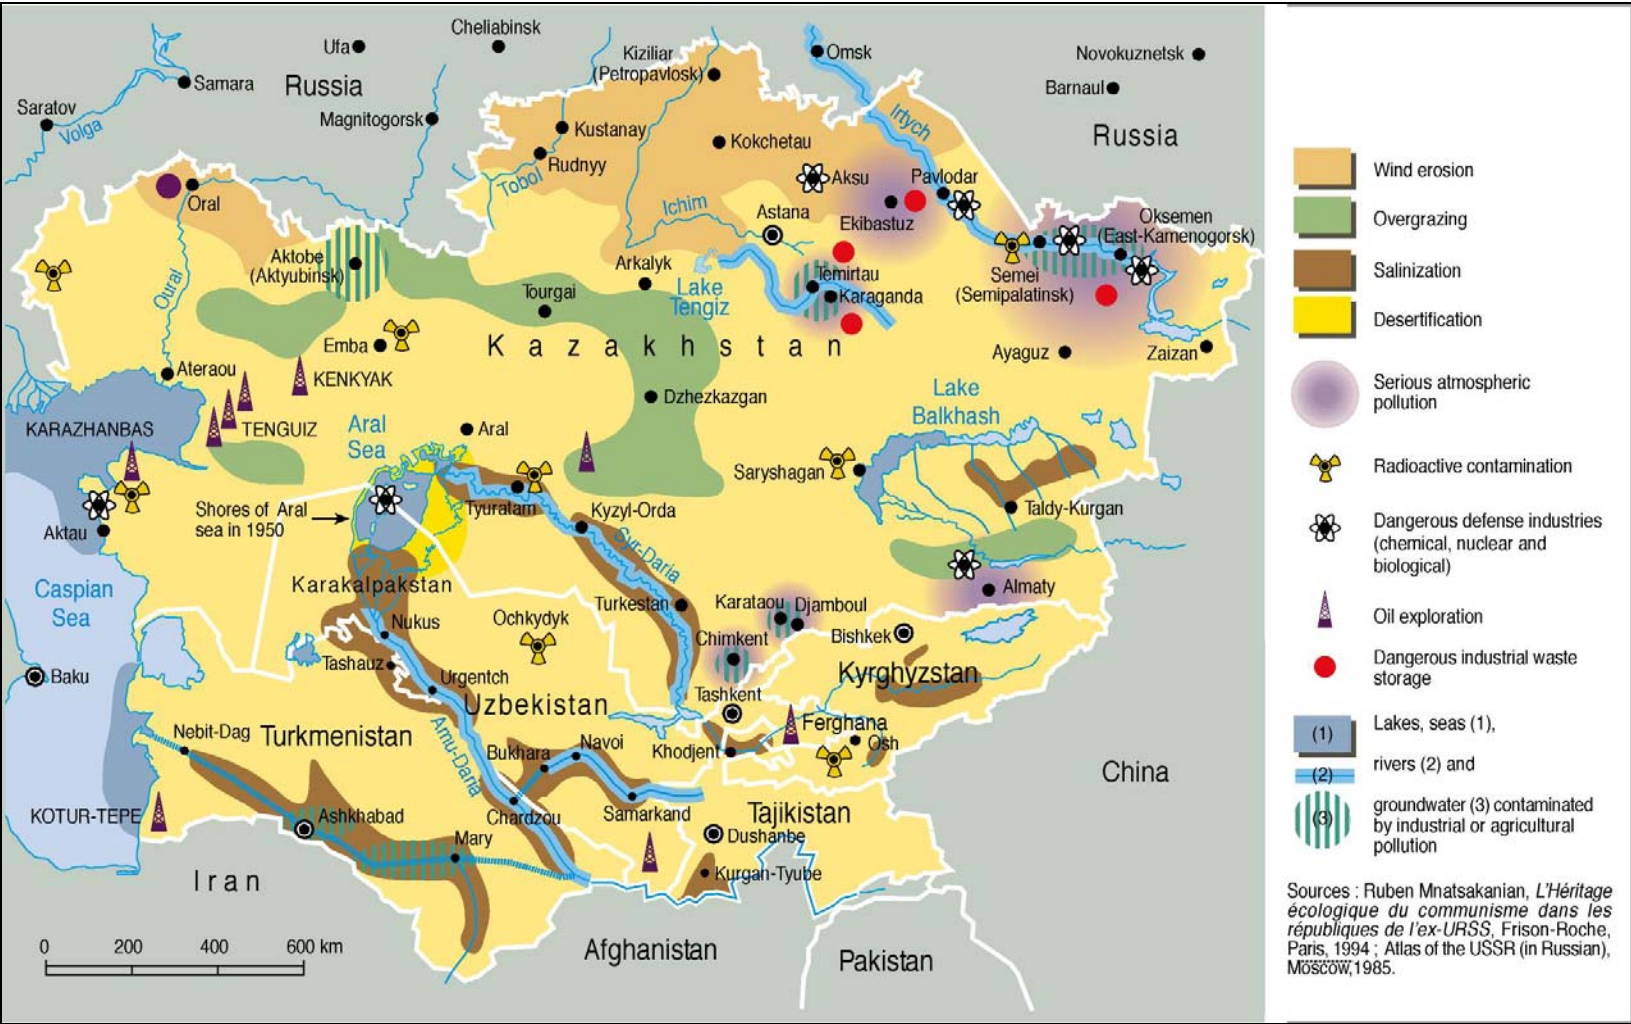 Cheliabinsk
Ufa
Samara
Russia
Saratov
Volga
Magnitogorsk
Kiziliar
(Petropavlosk)
Omsk
Novokuznetsk
Barnaul
Russia
Irtych
Kustanay
Kokchetau
Rudnyy
Tobol
Aksu
Pavlodar
Oral
Ichim
Astana
Ekibastuz
Oksemen
(East-Kamenogorsk)
Aktobe
(Aktyubinsk)
Arkalyk
Temirtau
Semei
(Semipalatinsk)
Oural
Tourgai
Lake
Tengiz
Karaganda
Emba
Kazakhstan
Ayaguz
Zaizan
Ateraou
KENKYAK
Dzhezkazgan
Lake
Balkhash
KARAZHANBAS
TENGUIZ
Aral
Sea
Aral
Saryshagan
Shores of Aral
sea in 1950
Tyuratam
Kyzyl-Orda
Taldy-Kurgan
Aktau
Syr-Daria
Karakalpakstan
Almaty
Caspian
Sea
Turkestan
Karataou
Djamboul
Ochkydyk
Nukus
Chimkent
Bishkek
Tashauz
Kyrghyzstan
Baku
Urgentch
Tashkent
Uzbekistan
Nebit-Dag
Turkmenistan
Amu-Daria
Ferghana
Bukhara
Navoi
Khodjent
Osh
China
KOTUR-TEPE
Ashkhabad
Chardzou
Samarkand
Tajikistan
Mary
Dushanbe
Iran
Kurgan-Tyube
Afghanistan
Pakistan
0 200 400 600 km
Wind erosion
Overgrazing
Salinization
Desertification
Serious atmospheric
pollution
Radioactive contamination
Dangerous defense industries
(chemical, nuclear and
biological)
Oil exploration
Dangerous industrial waste
storage
(1) Lakes, seas (1),
(2) rivers (2) and
(3) groundwater (3) contaminated
by industrial or agricultural
pollution
Sources : Ruben Mnatsakanian, L'Héritage
écologique du communisme dans les
républiques de l'ex-URSS, Frison-Roche,
Paris, 1994 ; Atlas of the USSR (in Russian),
Moscow,1985.